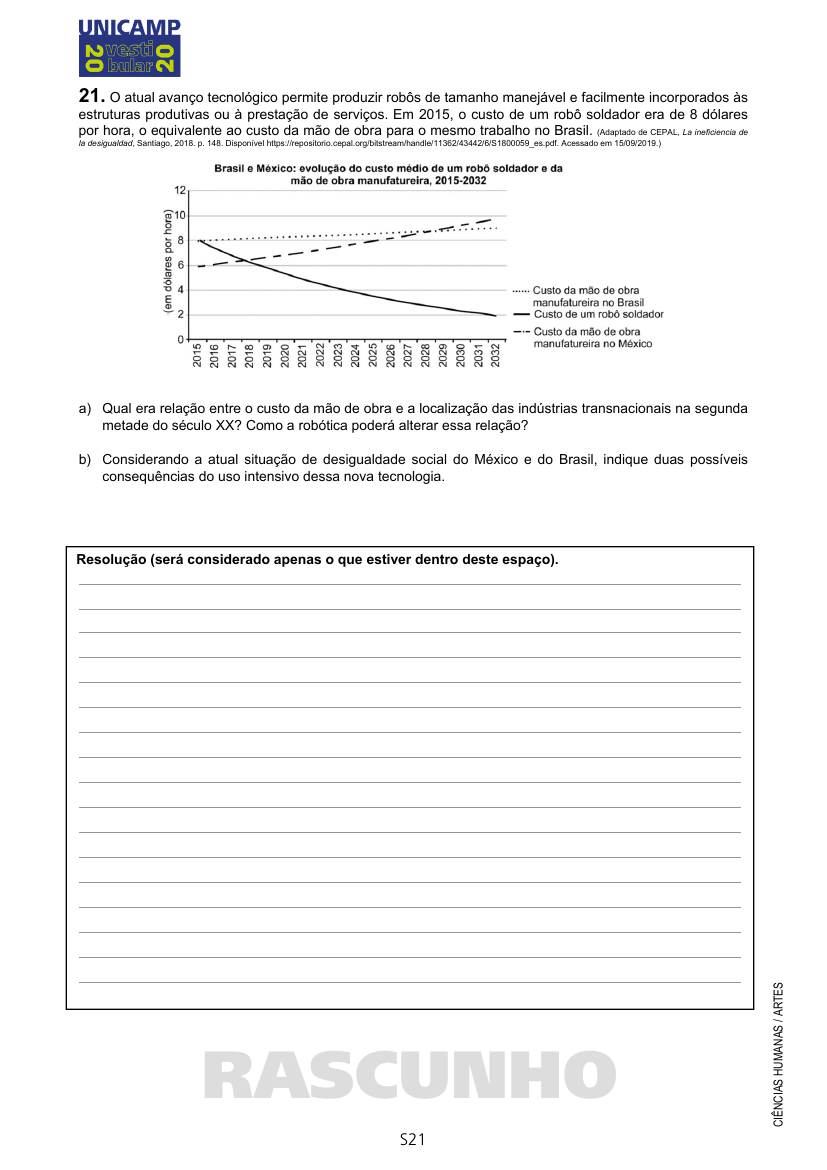 UNICAMP
20 vesti
bular 20
21. O atual avanço tecnológico permite produzir robôs de tamanho manejável e facilmente incorporados às
estruturas produtivas ou à prestação de serviços. Em 2015, o custo de um robô soldador era de 8 dólares
por hora, o equivalente ao custo da mão de obra para o mesmo trabalho no Brasil. (Adaptado de CEPAL, La ineficiencia de
la desigualdad, Santiago, 2018. p. 148. Disponível https://repositorio.cepal.org/bitstream/handle/11362/43442/6/S1800059_es.pdf. Acessado em 15/09/2019.)
Brasil e México: evolução do custo médio de um robô soldador e da
mão de obra manufatureira, 2015-2032
(em dólares por hora)
12
10
8
6
4
2
0
2015 2016 2017 2018 2019 2020 2021 2022 2023 2024 2025 2026 2027 2028 2029 2030 2031 2032
Custo da mão de obra
manufatureira no Brasil
Custo de um robô soldador
Custo da mão de obra
manufatureira no México
a) Qual era relação entre o custo da mão de obra e a localização das indústrias transnacionais na segunda
metade do século XX? Como a robótica poderá alterar essa relação?
b) Considerando a atual situação de desigualdade social do México e do Brasil, indique duas possíveis
consequências do uso intensivo dessa nova tecnologia.
Resolução (será considerado apenas o que estiver dentro deste espaço).
CIÊNCIAS HUMANAS / ARTES
RASCUNHO
S21